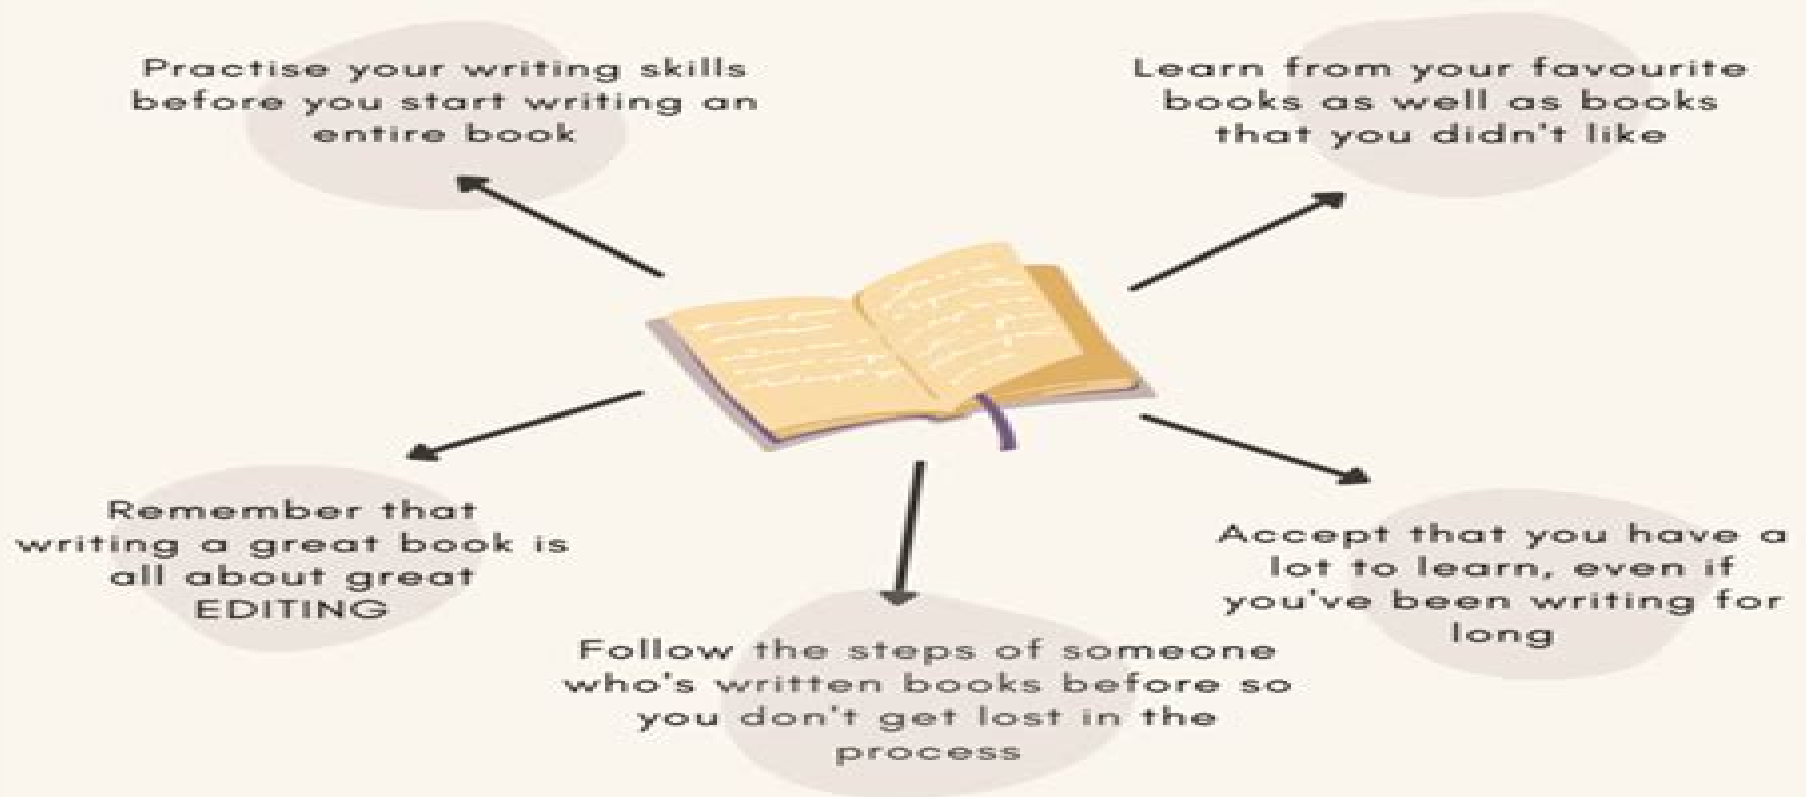 Practise your writing skills
before you start writing an
entire book
Learn from your favourite
books as well as books
that you didn't like
Remember that
writing a great book is
all about great
EDITING
Follow the steps of someone
who's written books before so
you don't get lost in the
process
Accept that you have a
lot to learn, even if
you've been writing for
long